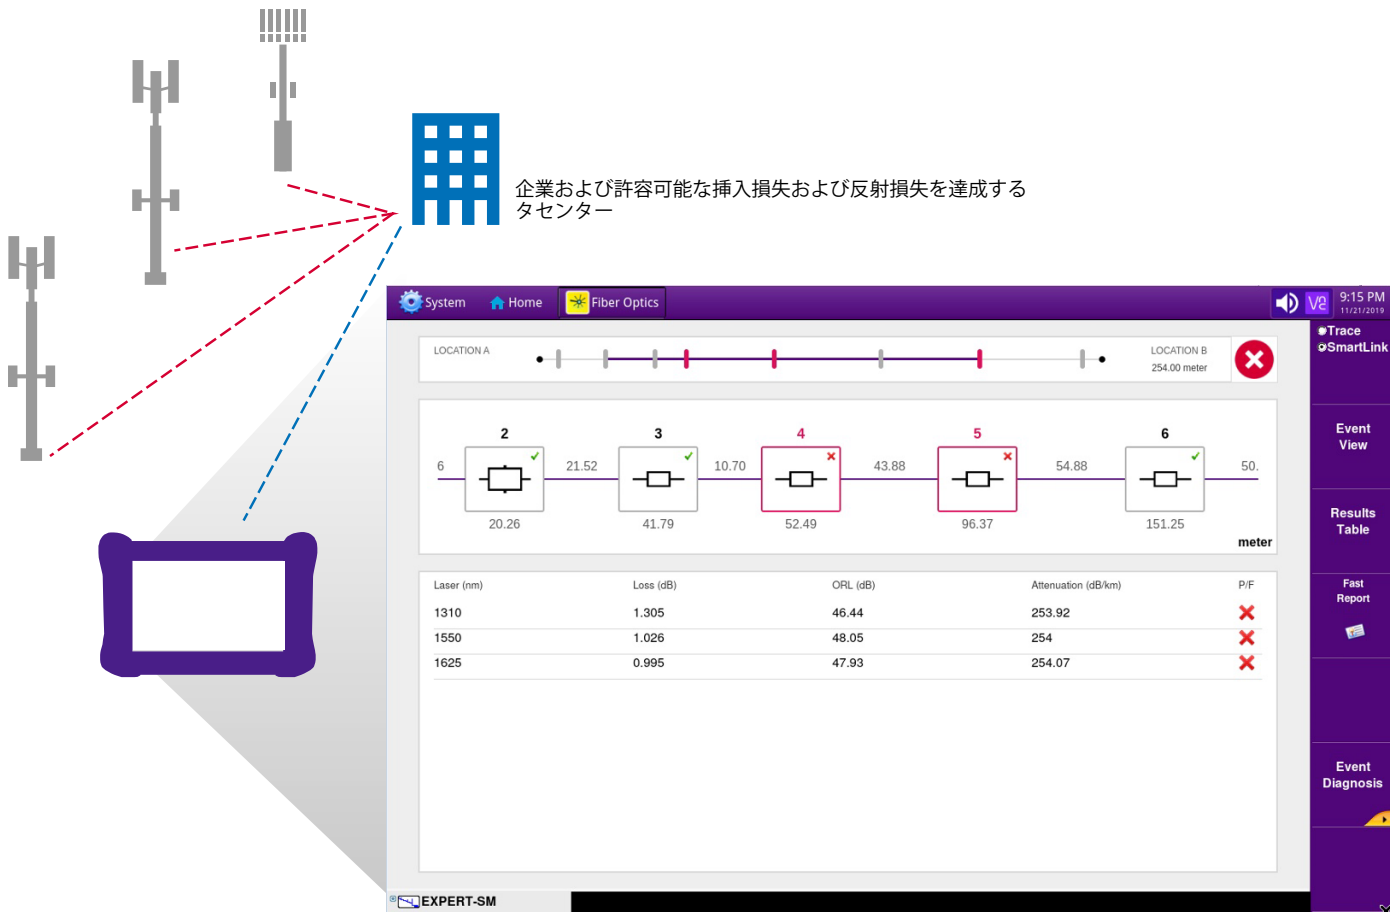 企業および許容可能な挿入損失および反射損失を達成する
タセンター
System Home Fiber Optics
9:15 PM
11/21/2019
Trace
SmartLink
LOCATION A
LOCATION B
254.00 meter
2 3 4 5 6
6 21.52 10.70 43.88 54.88 50.
20.26 41.79 52.49 96.37 151.25
meter
Laser (nm) Loss (dB) ORL (dB) Attenuation (dB/km) P/F
1310 1.305 46.44 253.92
1550 1.026 48.05 254
1625 0.995 47.93 254.07
Event
View
Results
Table
Fast
Report
Event
Diagnosis
EXPERT-SM